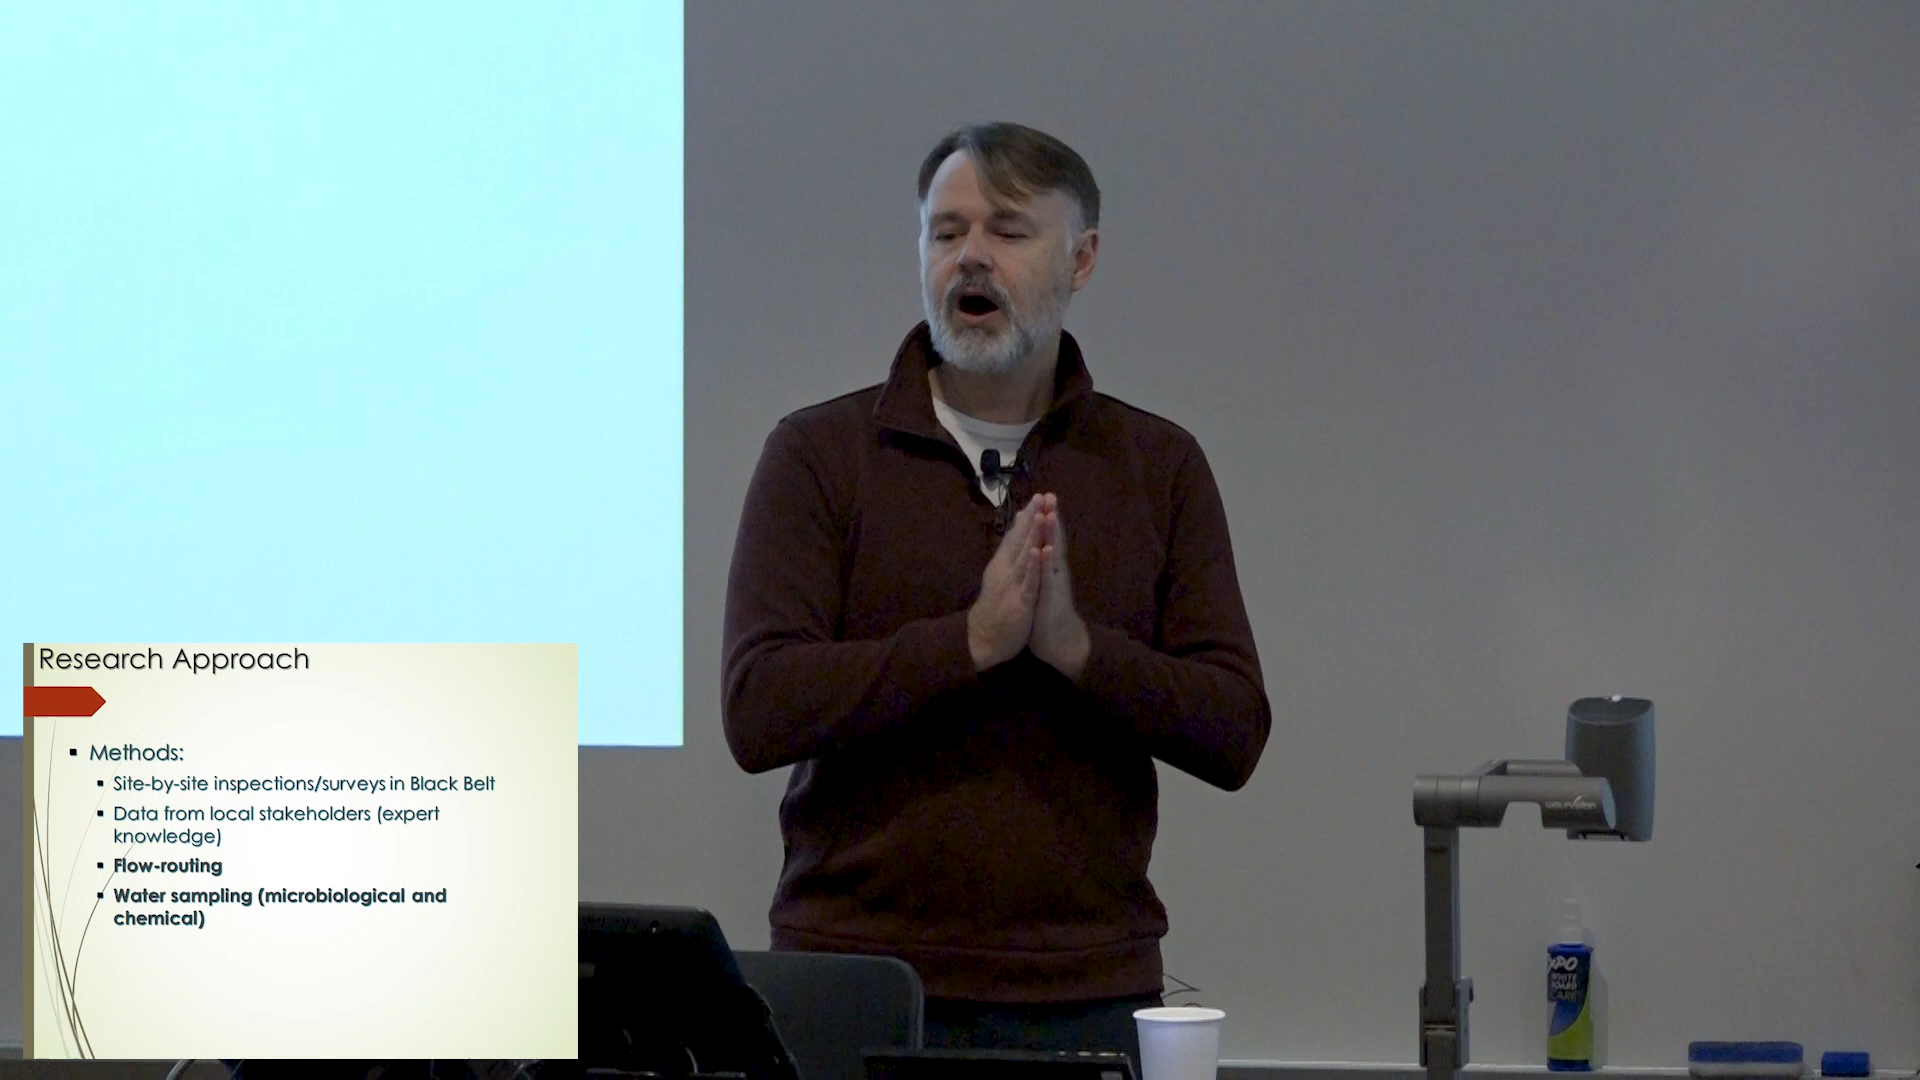 Research Approach
Methods:
Site-by-site inspections/surveys in Black Belt
Data from local stakeholders (expert
knowledge)
Flow-routing
Water sampling (microbiological and
chemical)
WolfVision
EXPO
WHITE
BOARD
CARE